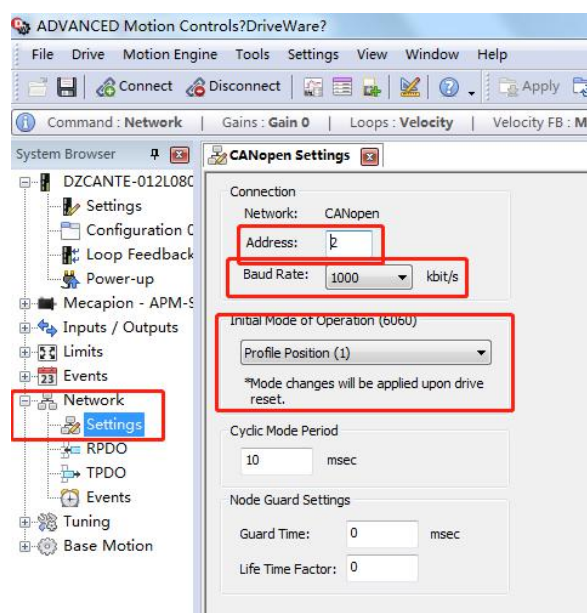 ADVANCED Motion Controls?DriveWare?
File Drive Motion Engine Tools Settings View Window Help
Connect Disconnect Apply
Command : Network | Gains : Gain 0 | Loops : Velocity | Velocity FB : M
System Browser
CANopen Settings
DZCANTE-012L080
Settings
Configuration 0
Loop Feedback
Power-up
Mecapion - APM-S
Inputs / Outputs
Limits
Events
Network
Settings
RPDO
TPDO
Events
Tuning
Base Motion
Connection
Network: CANopen
Address: 2
Baud Rate: 1000 kbit/s
Initial Mode of Operation (6060)
Profile Position (1)
*Mode changes will be applied upon drive
reset.
Cyclic Mode Period
10 msec
Node Guard Settings
Guard Time: 0 msec
Life Time Factor: 0